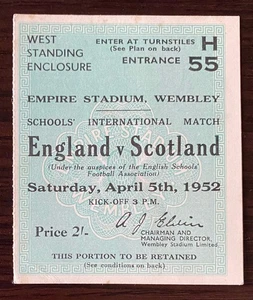 WEST
STANDING
ENCLOSURE
ENTER AT TURNSTILES
(See Plan on back)
ENTRANCE
H
55
EMPIRE STADIUM, WEMBLEY
SCHOOLS' INTERNATIONAL MATCH
England v Scotland
(Under the auspices of the English Schools'
Football Association)
Saturday, April 5th, 1952
KICK-OFF 3 P.M.
Price 2/-
A J Elvin
CHAIRMAN AND
MANAGING DIRECTOR,
Wembley Stadium Limited.
THIS PORTION TO BE RETAINED
(See conditions on back)